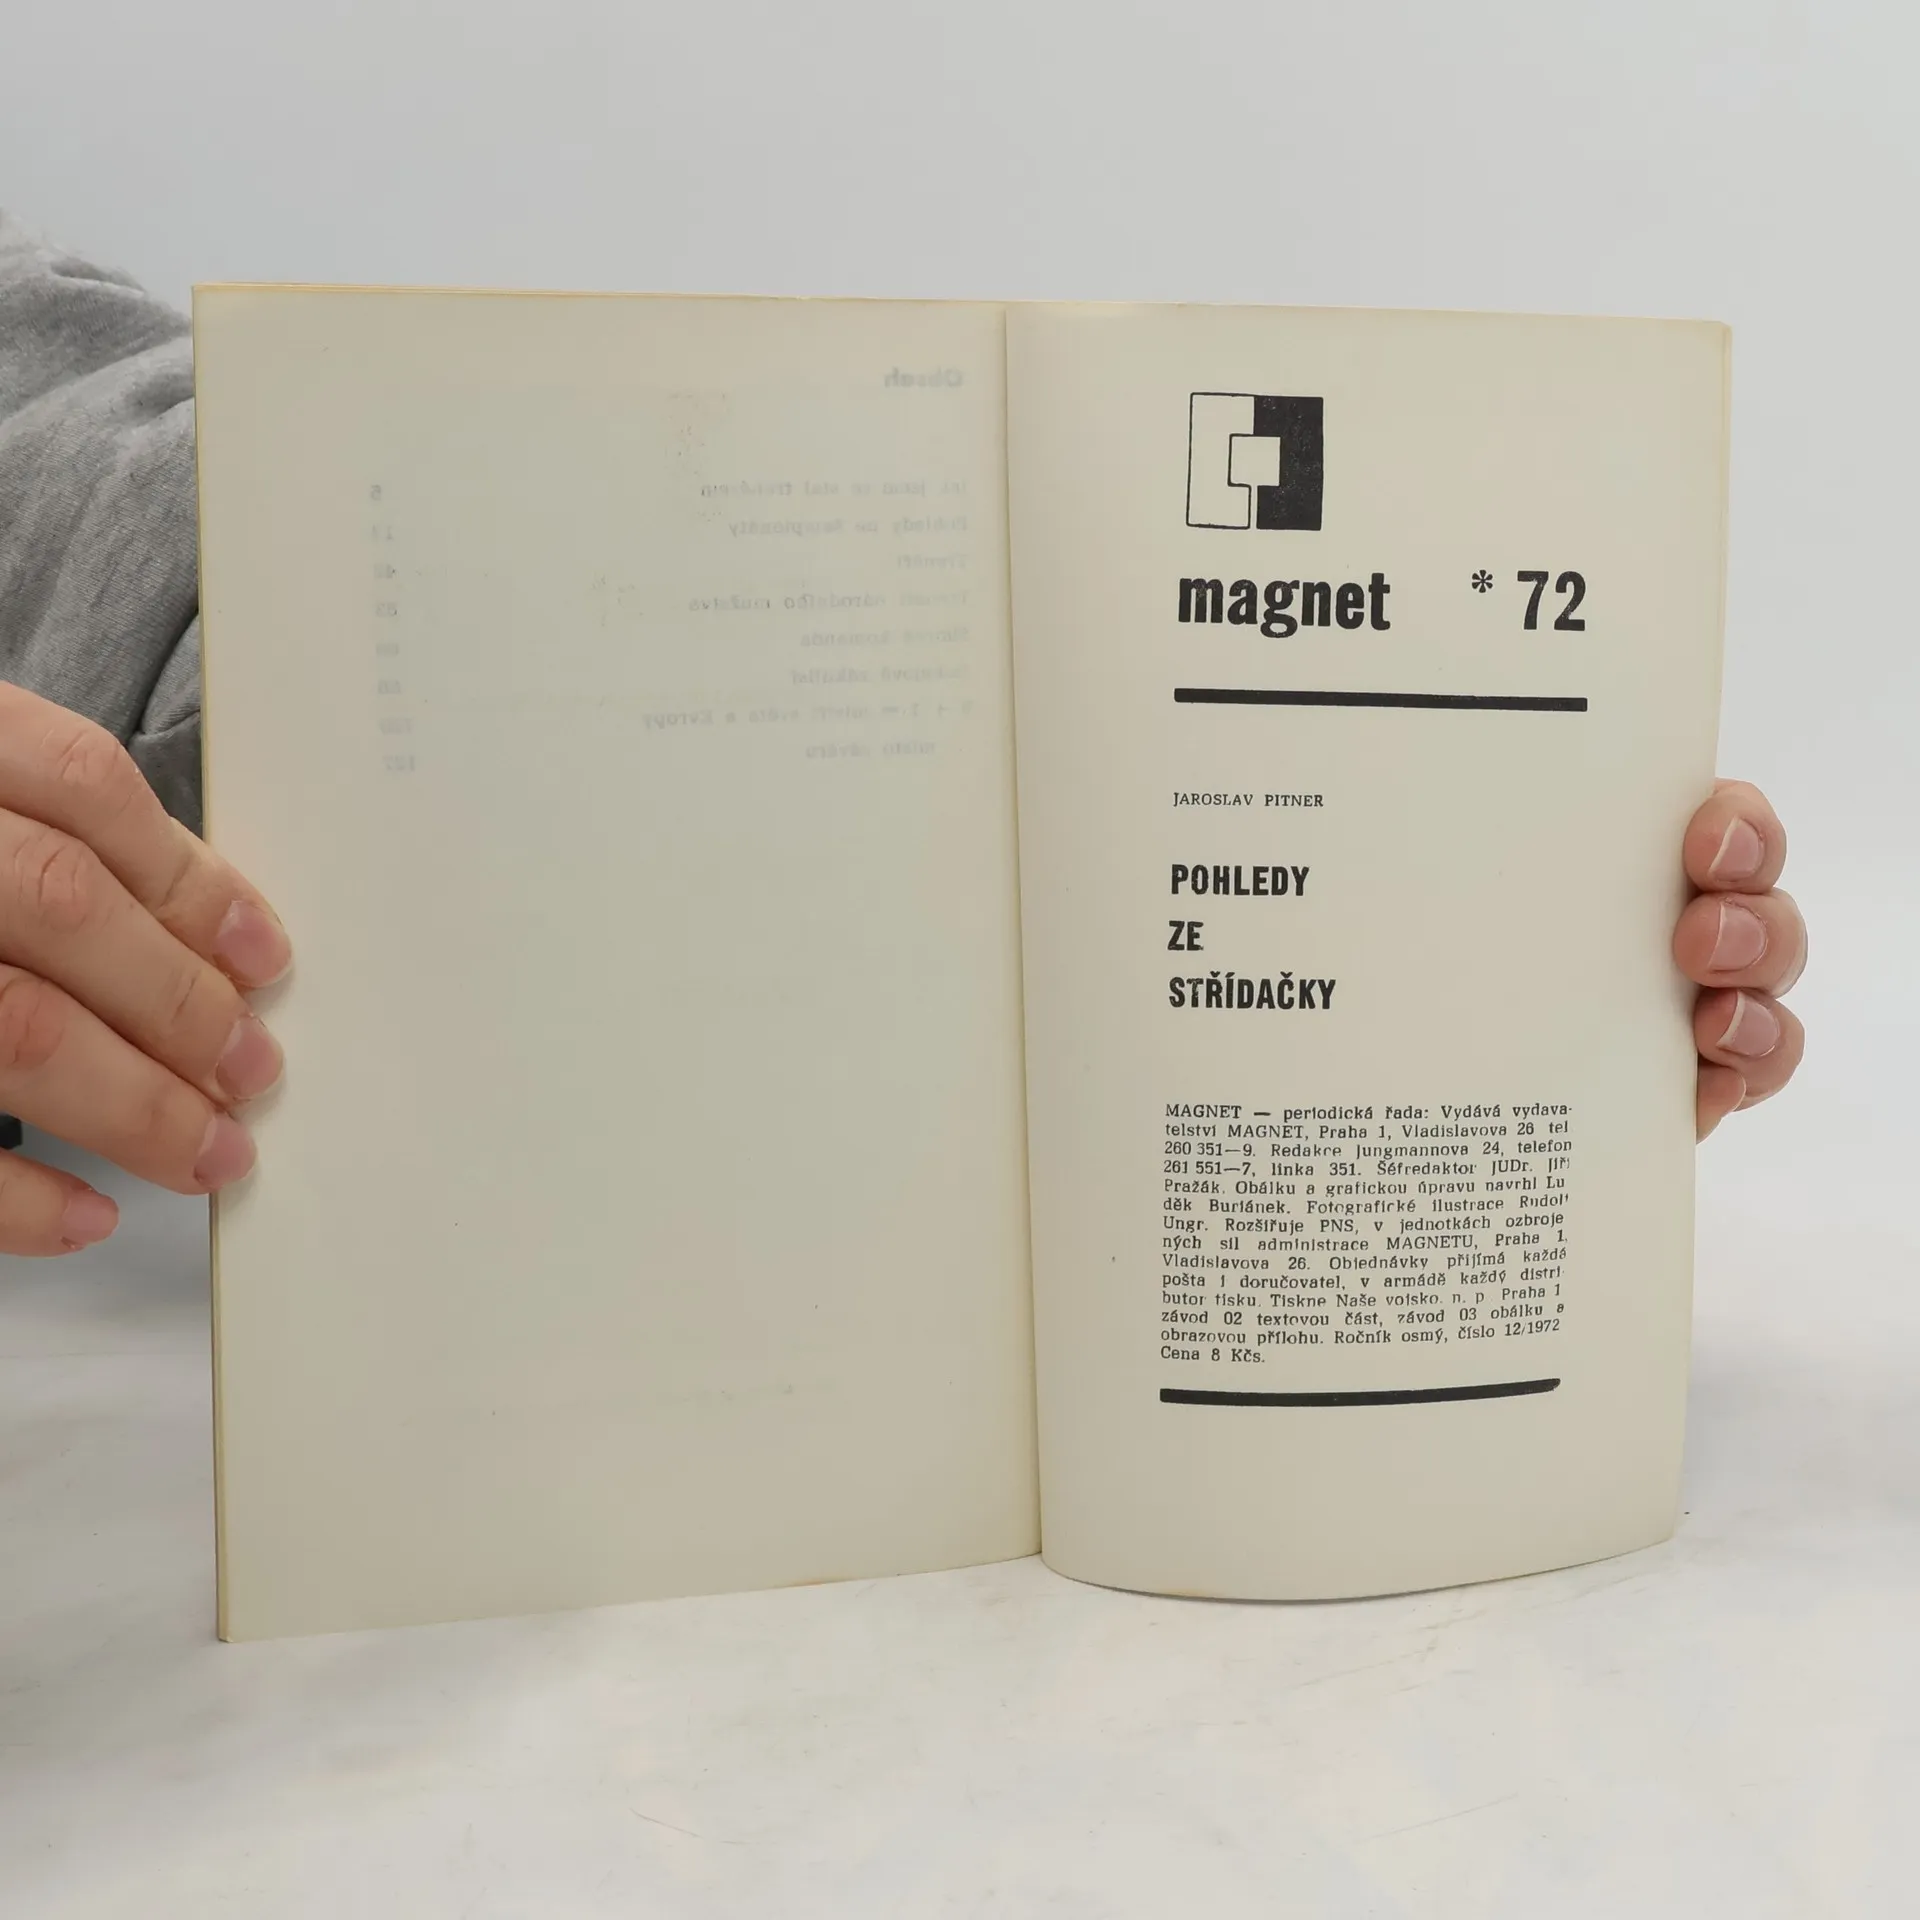 magnet * 72
JAROSLAV PITNER
POHLEDY
ZE
STŘÍDAČKY
MAGNET — periodická řada: Vydává vydava-
telství MAGNET, Praha 1, Vladislavova 26 tel
260 351—9. Redakce Jungmannova 24, telefon
261 551—7, linka 351. Šéfredaktor JUDr. Jiří
Pražák. Obálku a grafickou úpravu navrhl Lu
děk Buriánek. Fotografické ilustrace Rudolf
Ungr. Rozšiřuje PNS, v jednotkách ozbroje
ných sil administrace MAGNETU, Praha 1,
Vladislavova 26. Objednávky přijímá každá
pošta i doručovatel, v armádě každý distri-
butor tisku. Tiskne Naše vojsko. n. p Praha 1
závod 02 textovou část, závod 03 obálku a
obrazovou přílohu. Ročník osmý, číslo 12/1972
Cena 8 Kčs.